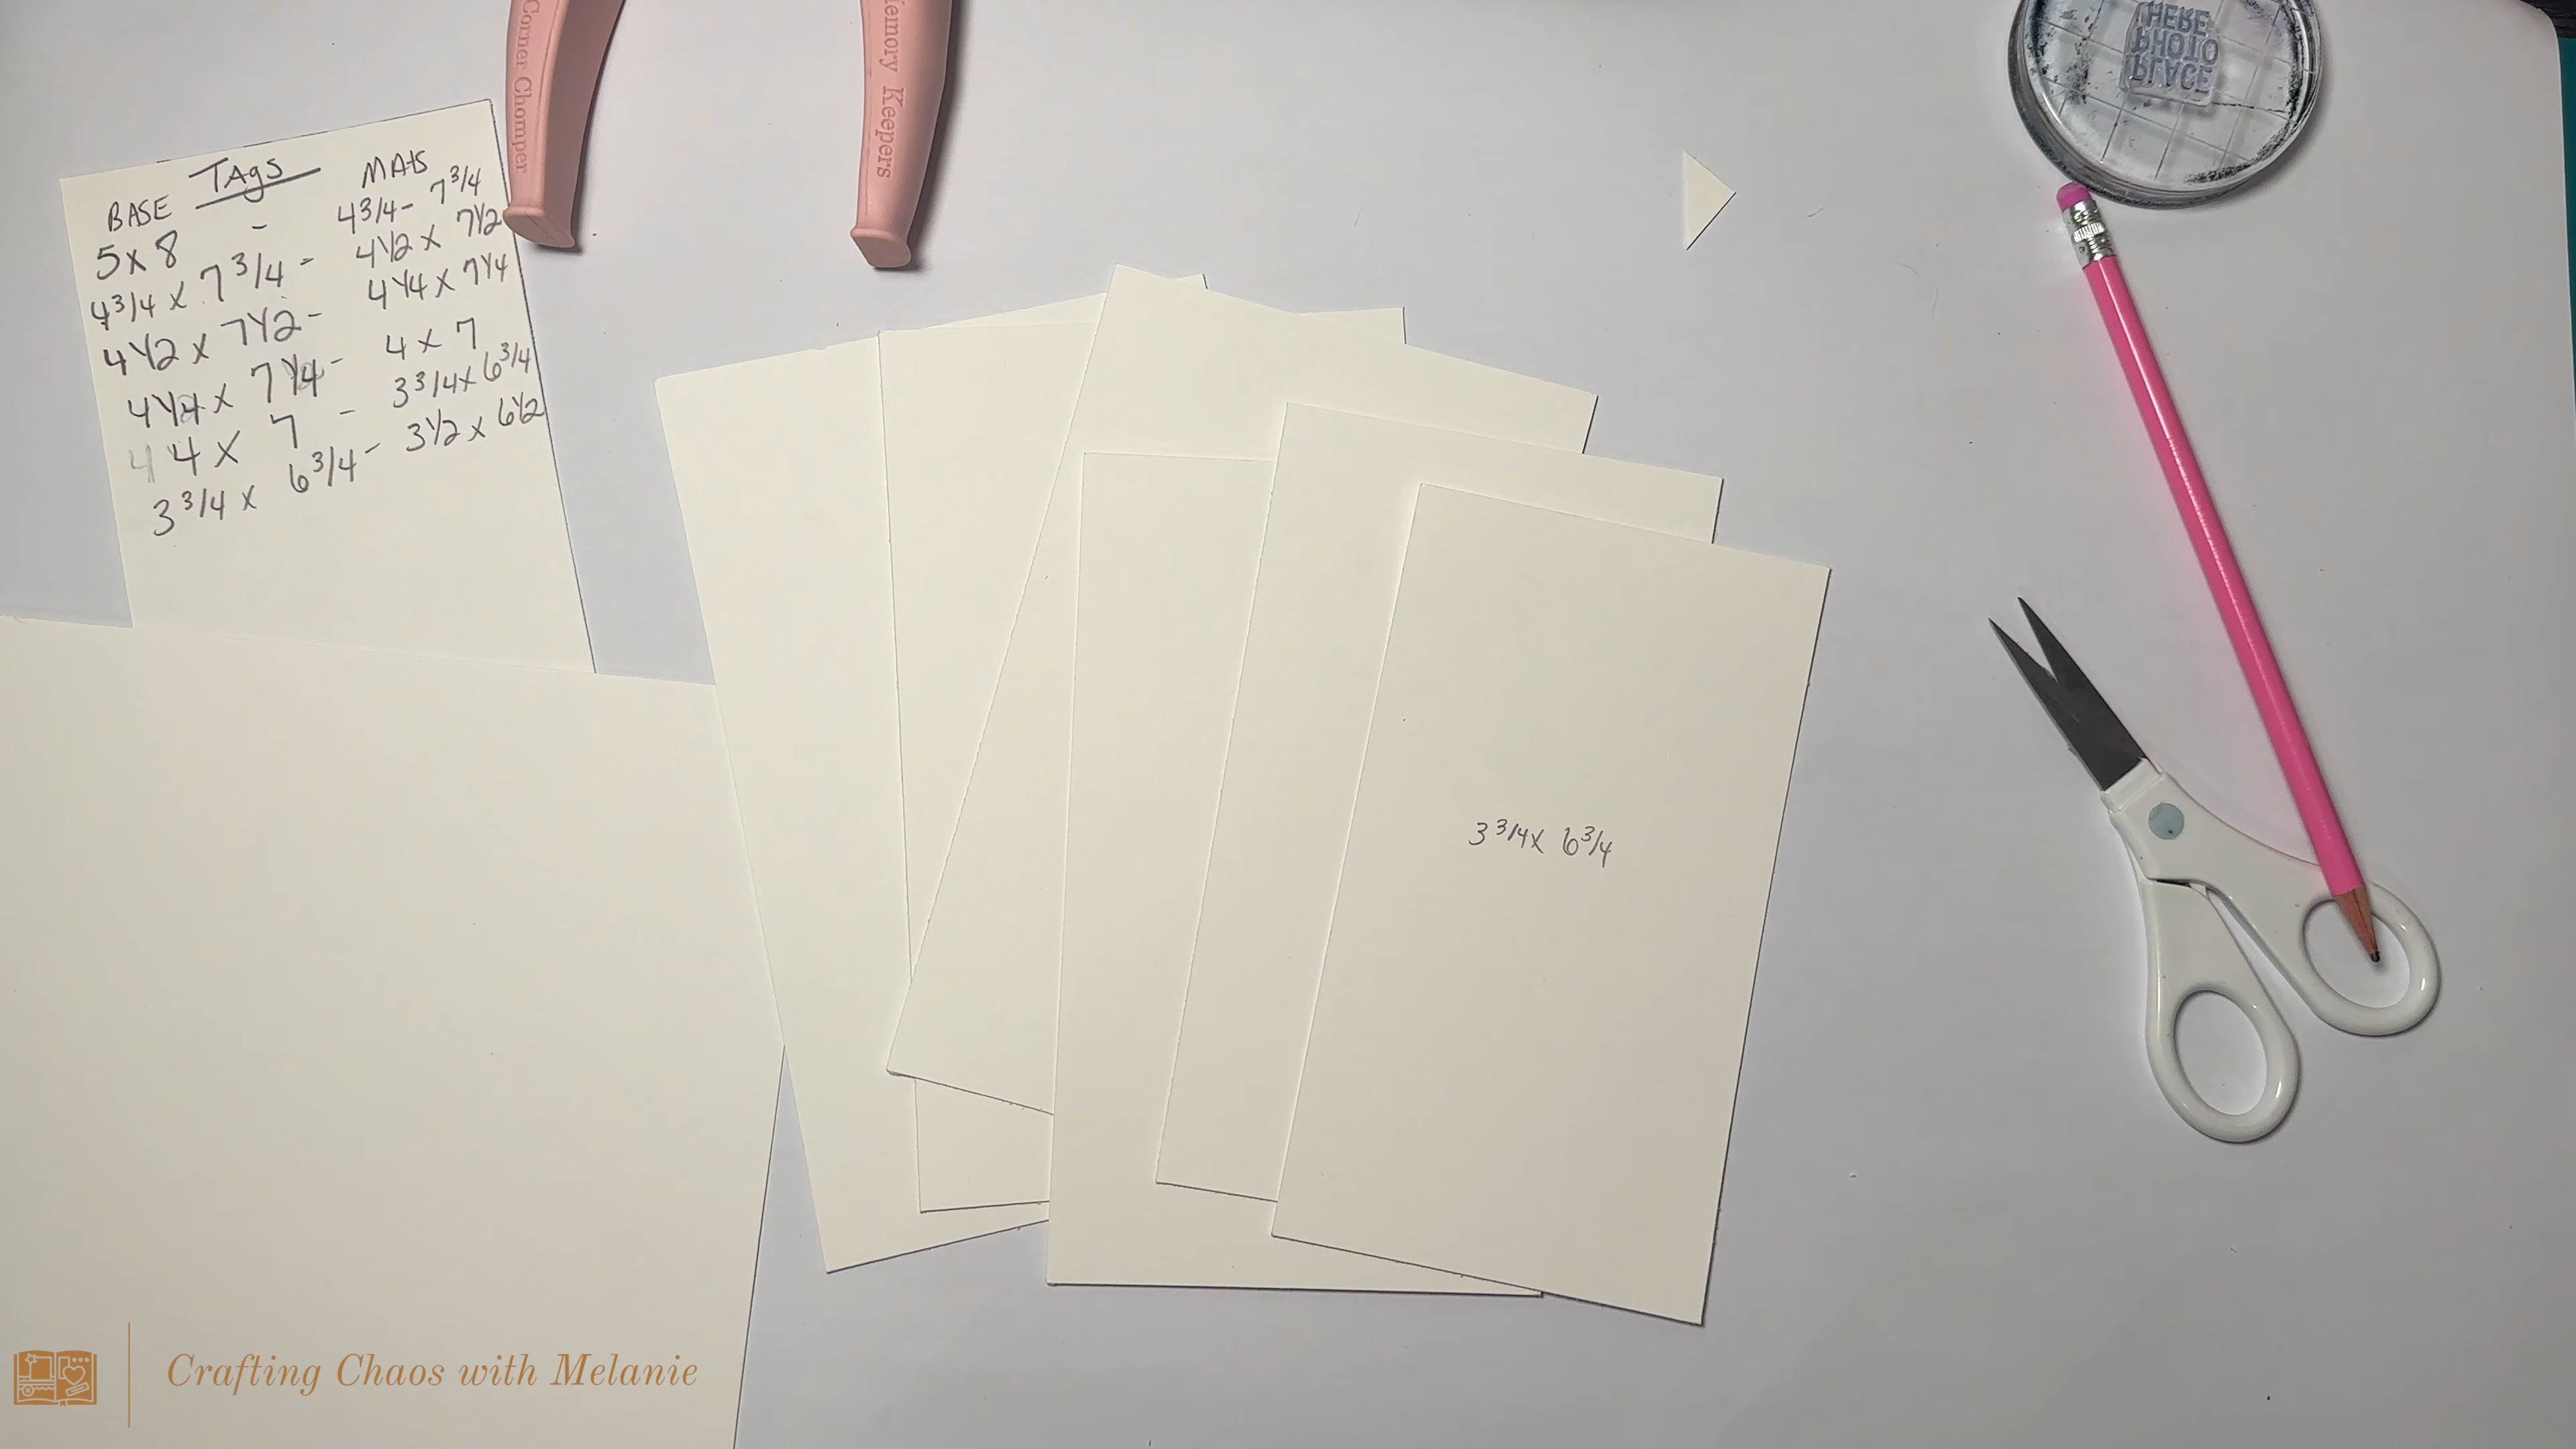 Corner Chomper
emory Keepers
PLACE
PHOTO
HERE
TAgS
BASE MAtS
5 x 8 - 4 3/4 - 7 3/4
4 3/4 x 7 3/4 - 4 1/2 x 7 1/2
4 1/2 x 7 1/2 - 4 1/4 x 7 1/4
4 1/4 x 7 1/4 - 4 x 7
4 4 x 7 - 3 3/4 x 6 3/4
3 3/4 x 6 3/4 - 3 1/2 x 6 1/2
3 3/4 x 6 3/4
Crafting Chaos with Melanie